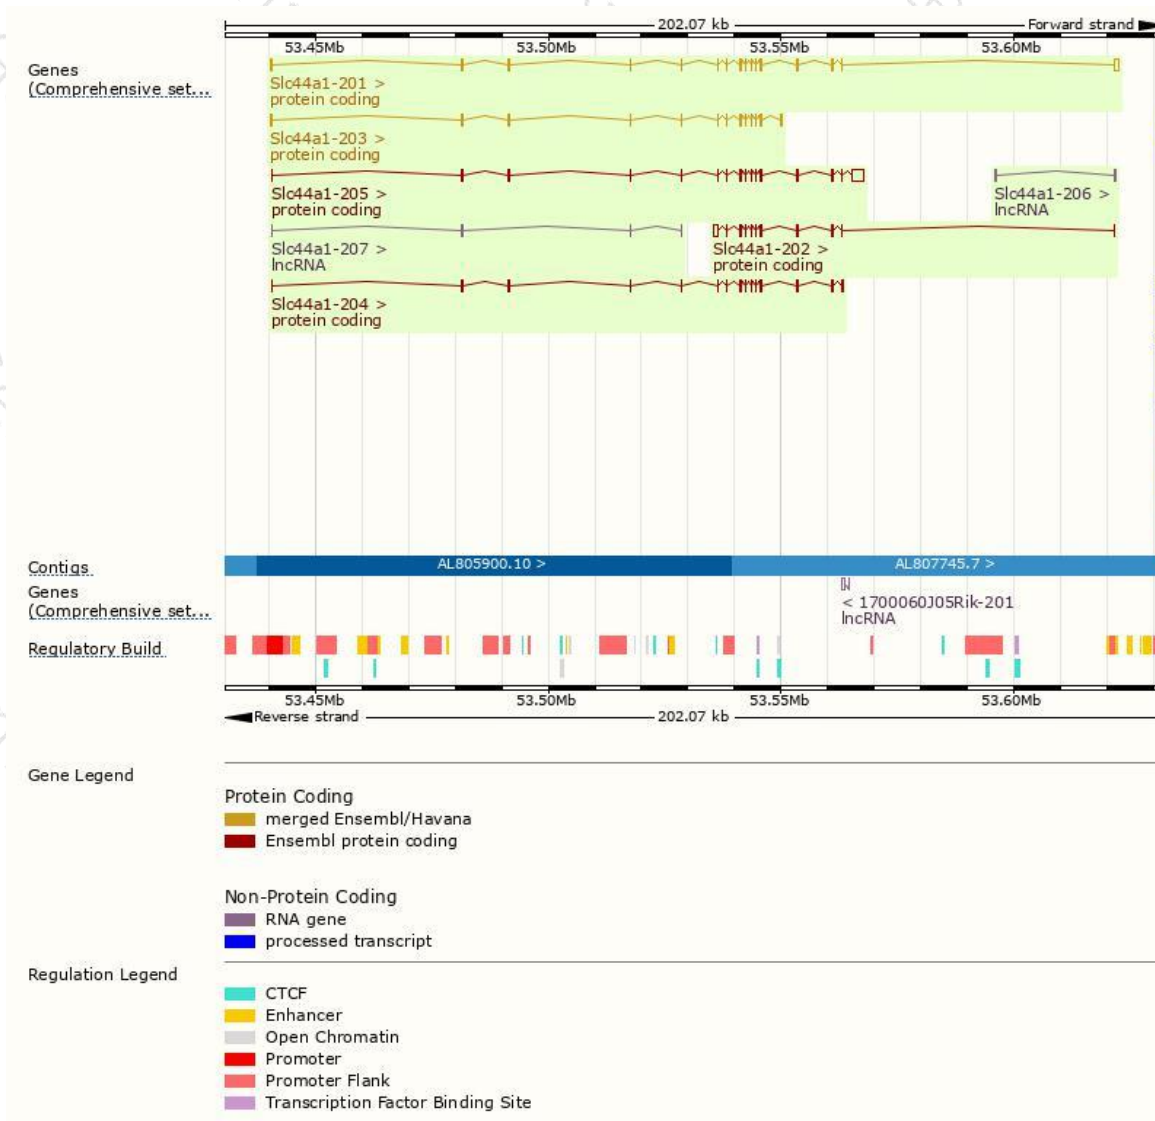 202.07 kb Forward strand
53.45Mb 53.50Mb 53.55Mb 53.60Mb
Genes
(Comprehensive set...
Slc44a1-201 >
protein coding
Slc44a1-203 >
protein coding
Slc44a1-205 > Slc44a1-206 >
protein coding lncRNA
Slc44a1-207 > Slc44a1-202 >
lncRNA protein coding
Slc44a1-204 >
protein coding
Contigs AL805900.10 > AL807745.7 >
Genes
(Comprehensive set...
< 1700060J05Rik-201
lncRNA
Regulatory Build
53.45Mb 53.50Mb 53.55Mb 53.60Mb
Reverse strand 202.07 kb
Gene Legend
Protein Coding
merged Ensembl/Havana
Ensembl protein coding
Non-Protein Coding
RNA gene
processed transcript
Regulation Legend
CTCF
Enhancer
Open Chromatin
Promoter
Promoter Flank
Transcription Factor Binding Site